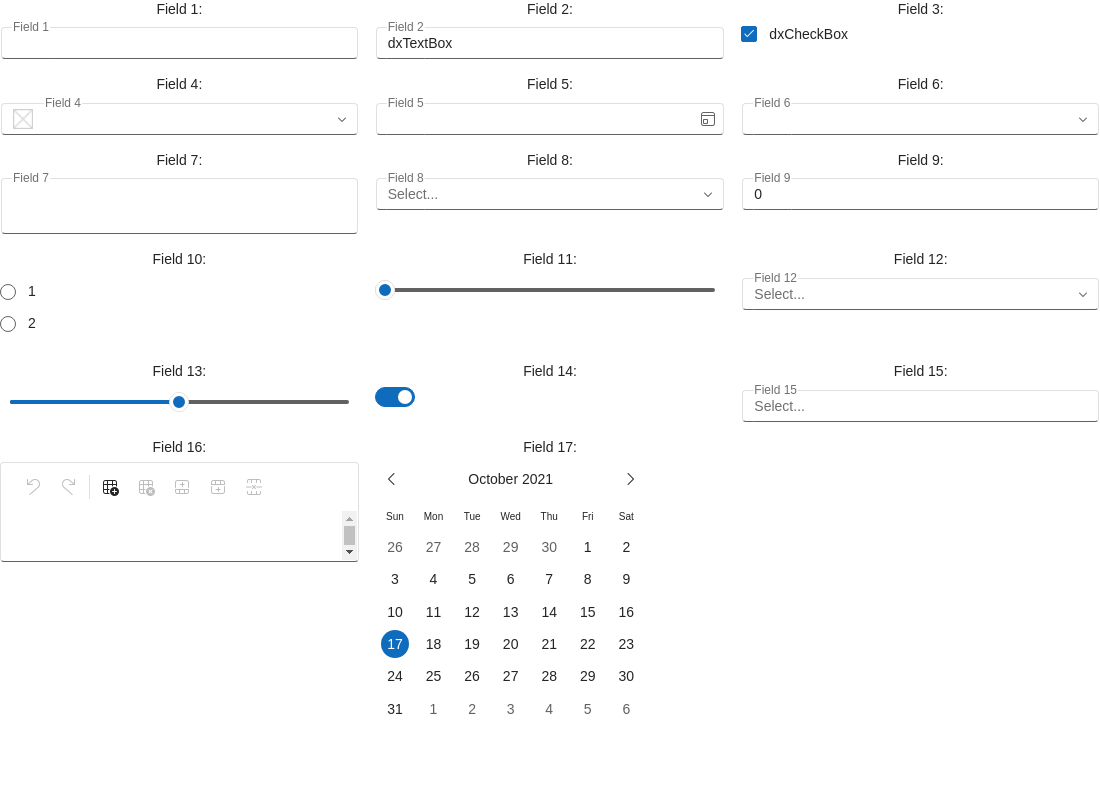 Field 1: Field 2: Field 3:
Field 1 Field 2
dxTextBox dxCheckBox
Field 4: Field 5: Field 6:
Field 4 Field 5 Field 6
Field 7: Field 8: Field 9:
Field 7 Field 8 Field 9
Select... 0
Field 10: Field 11: Field 12:
Field 12
1 Select...
2
Field 13: Field 14: Field 15:
Field 15
Select...
Field 16: Field 17:
October 2021
Sun Mon Tue Wed Thu Fri Sat
26 27 28 29 30 1 2
3 4 5 6 7 8 9
10 11 12 13 14 15 16
17 18 19 20 21 22 23
24 25 26 27 28 29 30
31 1 2 3 4 5 6